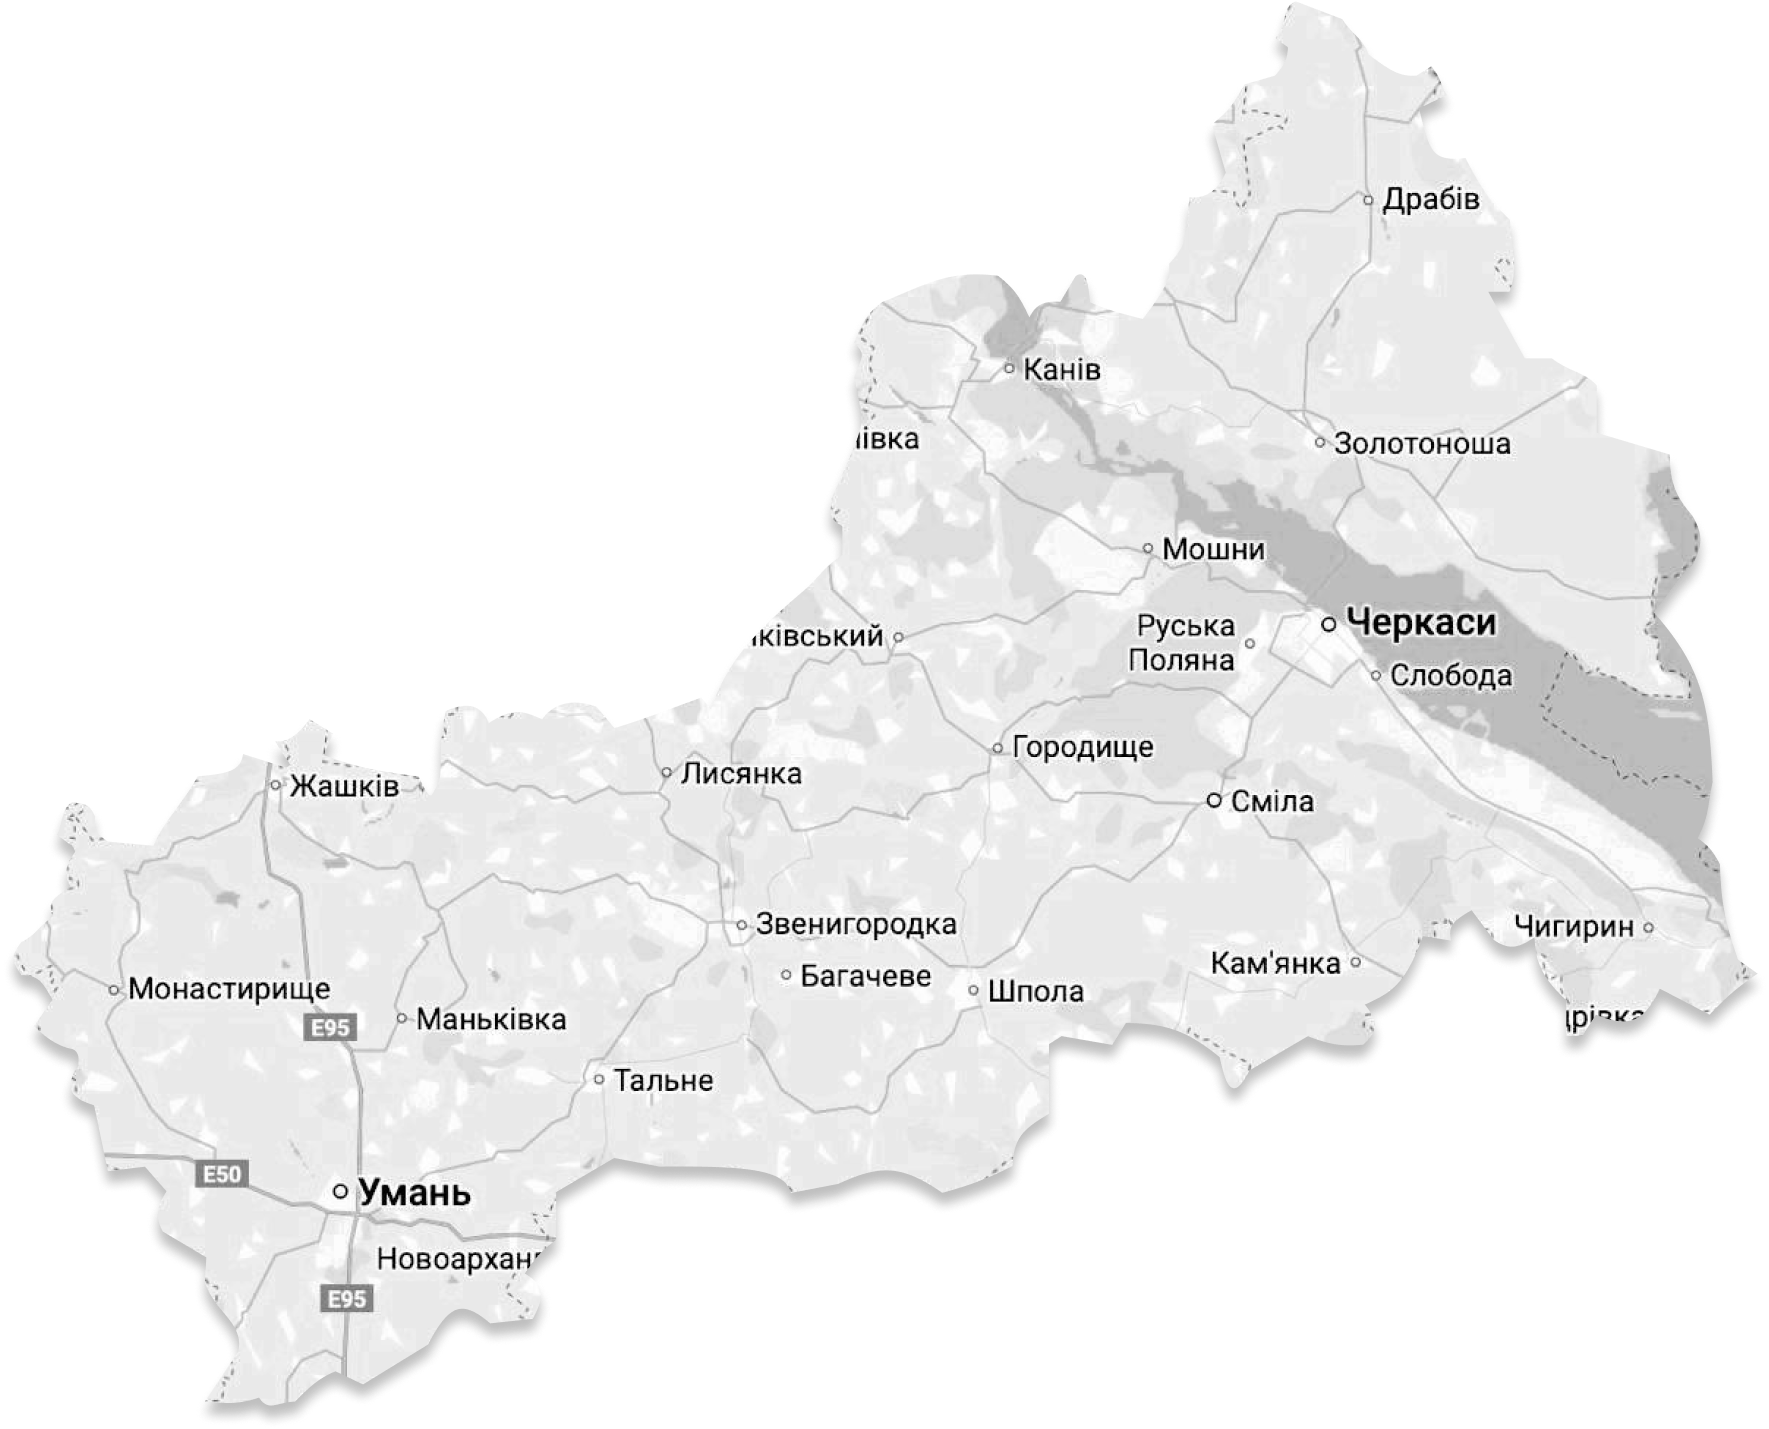 Драбів
Канів
івка
Золотоноша
Мошни
Черкаси
Руська
Поляна
ківський
Слобода
Городище
Лисянка
Жашків
Сміла
Звенигородка
Чигирин
Кам'янка
Багачеве
Шпола
Монастирище
Маньківка
E95
рівка
Тальне
E50
Умань
Новоархан
E95